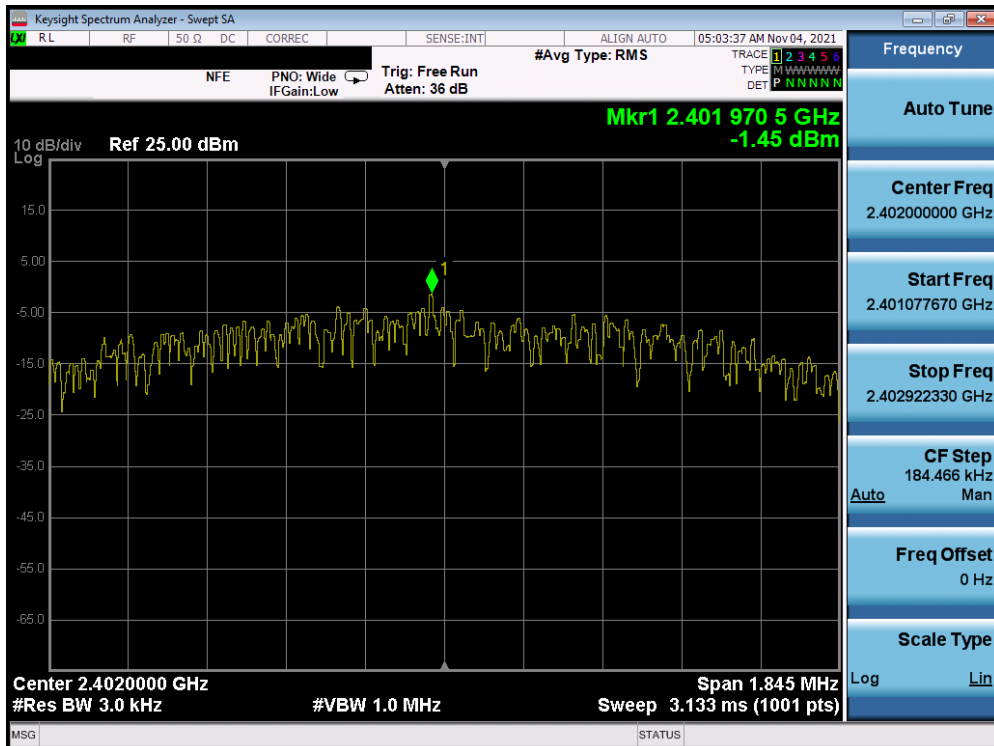 Keysight Spectrum Analyzer - Swept SA
LXI RL RF 50 Ω DC CORREC SENSE:INT ALIGN AUTO 05:03:37 AM Nov 04, 2021
#Avg Type: RMS TRACE 1 2 3 4 5 6
NFE PNO: Wide Trig: Free Run TYPE M WWWWW
IFGain:Low Atten: 36 dB DET P N N N N N
Mkr1 2.401 970 5 GHz
-1.45 dBm
10 dB/div Ref 25.00 dBm
Log
15.0
5.00
1
-5.00
-15.0
-25.0
-35.0
-45.0
-55.0
-65.0
Center 2.4020000 GHz Span 1.845 MHz
#Res BW 3.0 kHz #VBW 1.0 MHz Sweep 3.133 ms (1001 pts)
MSG STATUS
Frequency
Auto Tune
Center Freq
2.402000000 GHz
Start Freq
2.401077670 GHz
Stop Freq
2.402922330 GHz
CF Step
184.466 kHz
Auto Man
Freq Offset
0 Hz
Scale Type
Log Lin